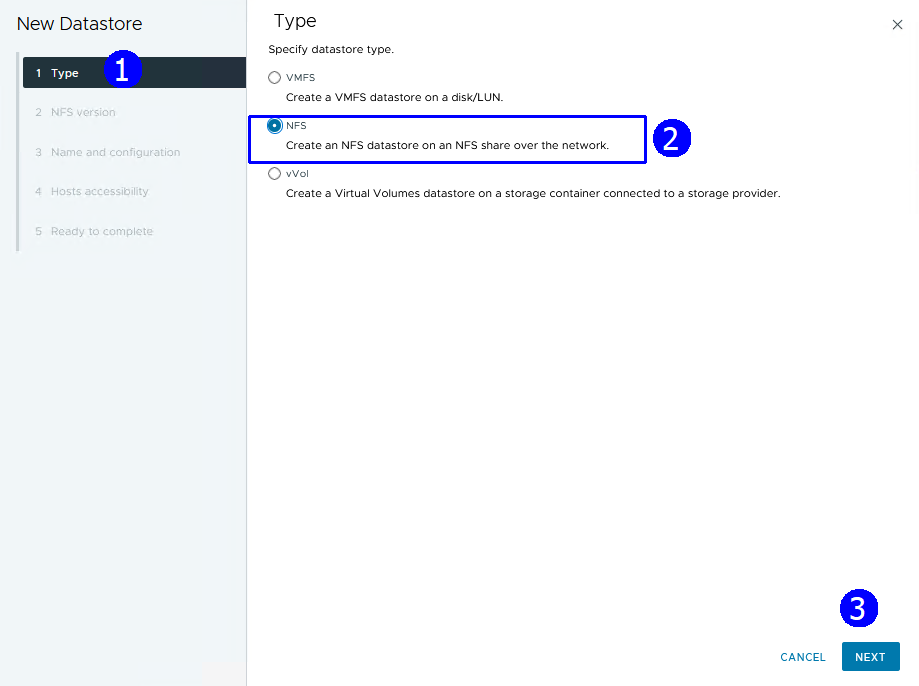 New Datastore
1 Type
1
2 NFS version
3 Name and configuration
4 Hosts accessibility
5 Ready to complete
Type
Specify datastore type.
VMFS
Create a VMFS datastore on a disk/LUN.
NFS
Create an NFS datastore on an NFS share over the network.
2
vVol
Create a Virtual Volumes datastore on a storage container connected to a storage provider.
3
CANCEL
NEXT